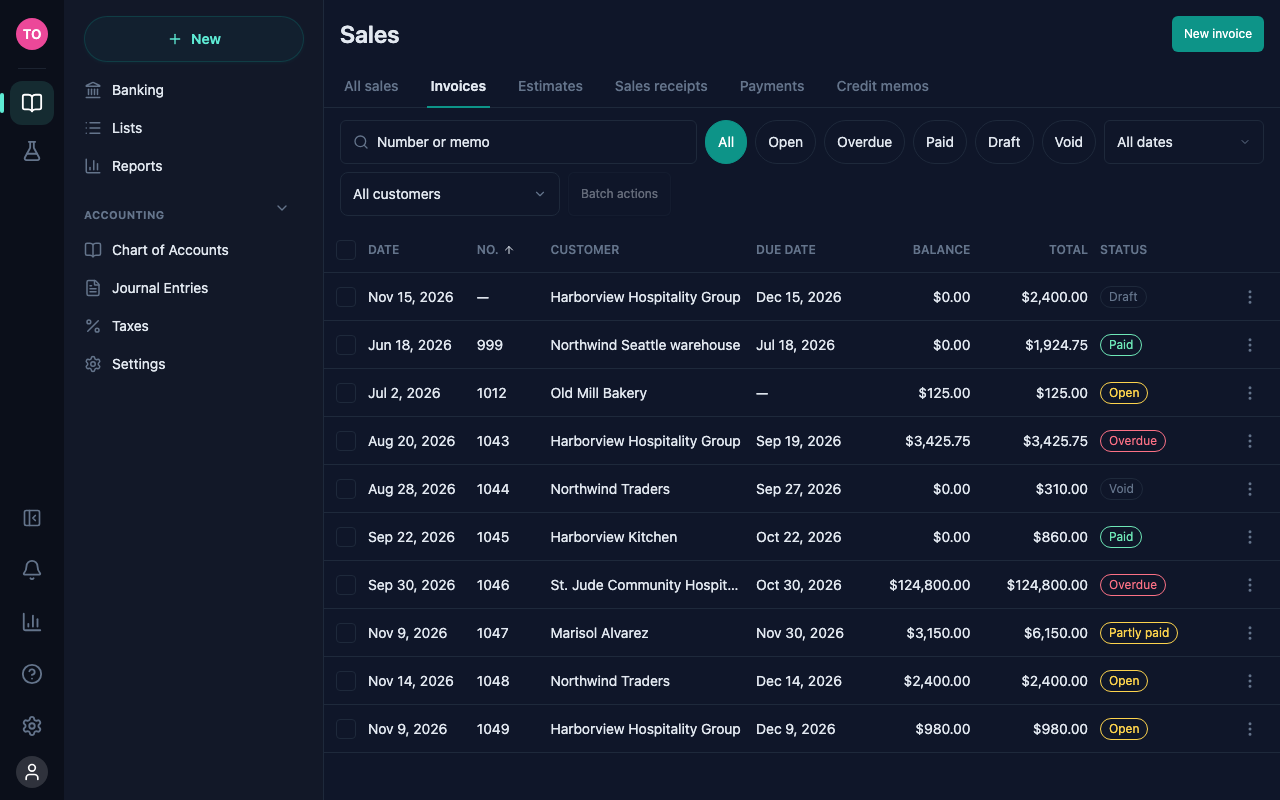 TO
New
Banking
Lists
Reports
ACCOUNTING
Chart of Accounts
Journal Entries
Taxes
Settings
Sales
New invoice
All sales Invoices Estimates Sales receipts Payments Credit memos
Number or memo All Open Overdue Paid Draft Void All dates
All customers Batch actions
DATE NO. CUSTOMER DUE DATE BALANCE TOTAL STATUS
Nov 15, 2026 — Harborview Hospitality Group Dec 15, 2026 $0.00 $2,400.00 Draft
Jun 18, 2026 999 Northwind Seattle warehouse Jul 18, 2026 $0.00 $1,924.75 Paid
Jul 2, 2026 1012 Old Mill Bakery — $125.00 $125.00 Open
Aug 20, 2026 1043 Harborview Hospitality Group Sep 19, 2026 $3,425.75 $3,425.75 Overdue
Aug 28, 2026 1044 Northwind Traders Sep 27, 2026 $0.00 $310.00 Void
Sep 22, 2026 1045 Harborview Kitchen Oct 22, 2026 $0.00 $860.00 Paid
Sep 30, 2026 1046 St. Jude Community Hospit... Oct 30, 2026 $124,800.00 $124,800.00 Overdue
Nov 9, 2026 1047 Marisol Alvarez Nov 30, 2026 $3,150.00 $6,150.00 Partly paid
Nov 14, 2026 1048 Northwind Traders Dec 14, 2026 $2,400.00 $2,400.00 Open
Nov 9, 2026 1049 Harborview Hospitality Group Dec 9, 2026 $980.00 $980.00 Open